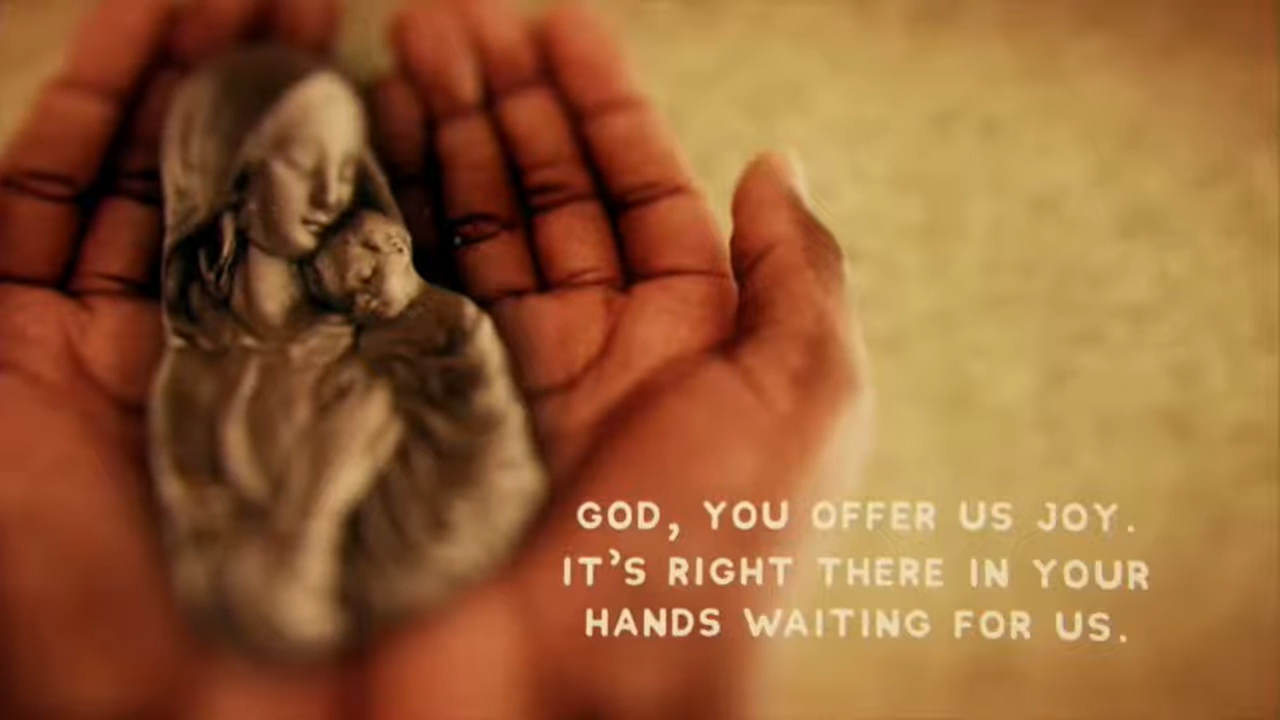 GOD, YOU OFFER US JOY.
IT'S RIGHT THERE IN YOUR
HANDS WAITING FOR US.